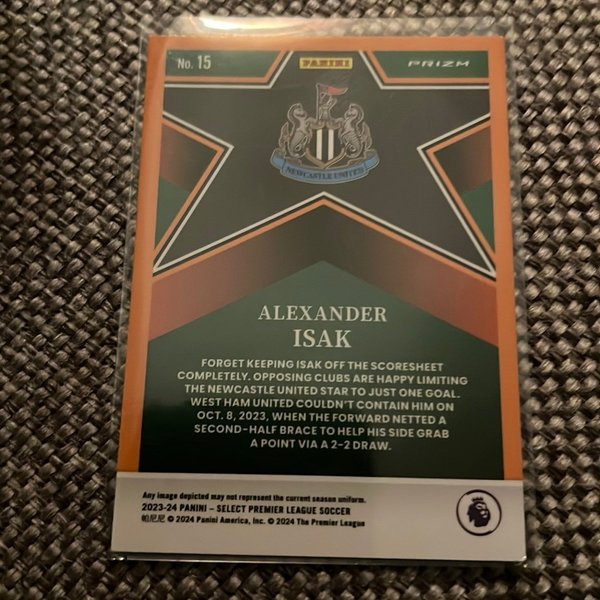 No. 15
PANINI
PRIZM
NEWCASTLE UNITED
ALEXANDER
ISAK
FORGET KEEPING ISAK OFF THE SCORESHEET
COMPLETELY. OPPOSING CLUBS ARE HAPPY LIMITING
THE NEWCASTLE UNITED STAR TO JUST ONE GOAL.
WEST HAM UNITED COULDN'T CONTAIN HIM ON
OCT. 8, 2023, WHEN THE FORWARD NETTED A
SECOND-HALF BRACE TO HELP HIS SIDE GRAB
A POINT VIA A 2-2 DRAW.
Any image depicted may not represent the current season uniform.
2023-24 PANINI – SELECT PREMIER LEAGUE SOCCER
帕尼尼 © 2024 Panini America, Inc. © 2024 The Premier League